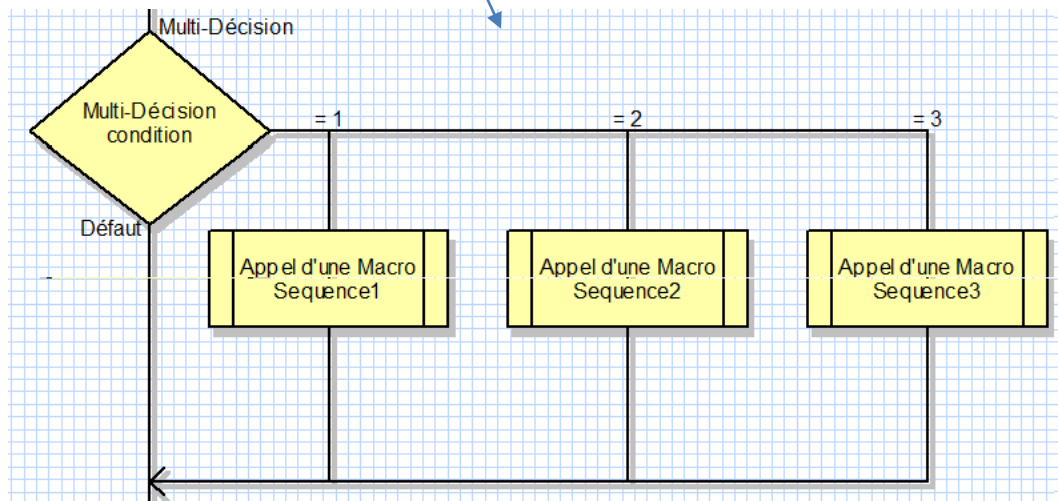 Multi-Décision
Multi-Décision
condition
= 1
= 2
= 3
Défaut
Appel d'une Macro
Sequence1
Appel d'une Macro
Sequence2
Appel d'une Macro
Sequence3